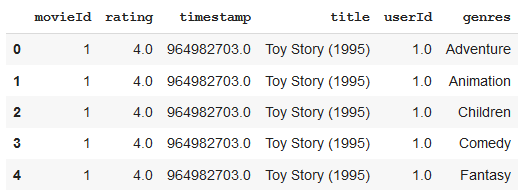 movieId rating timestamp title userId genres
0 1 4.0 964982703.0 Toy Story (1995) 1.0 Adventure
1 1 4.0 964982703.0 Toy Story (1995) 1.0 Animation
2 1 4.0 964982703.0 Toy Story (1995) 1.0 Children
3 1 4.0 964982703.0 Toy Story (1995) 1.0 Comedy
4 1 4.0 964982703.0 Toy Story (1995) 1.0 Fantasy